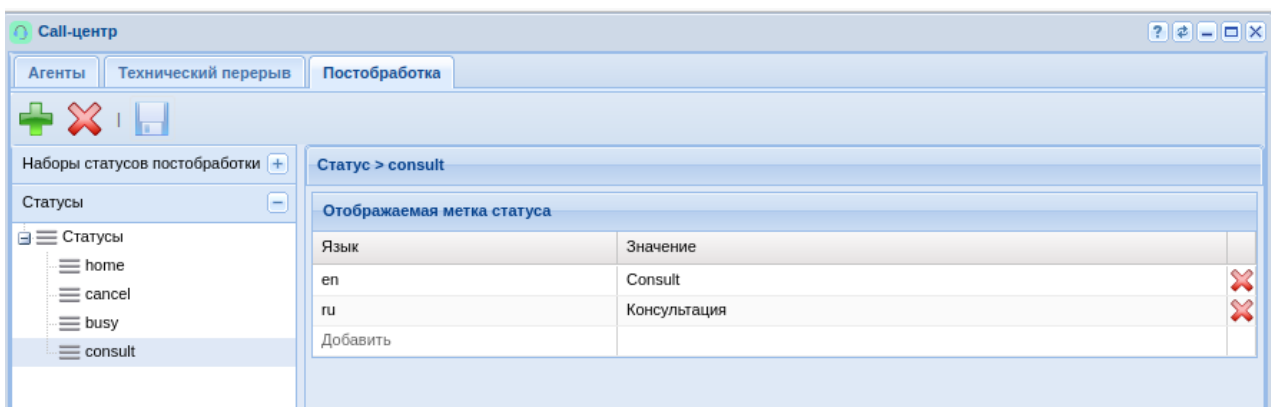 Call-центр
Агенты Технический перерыв Постобработка
Наборы статусов постобработки
Статус > consult
Статусы
Отображаемая метка статуса
Статусы
Язык Значение
home
en Consult
cancel
ru Консультация
busy
Добавить
consult